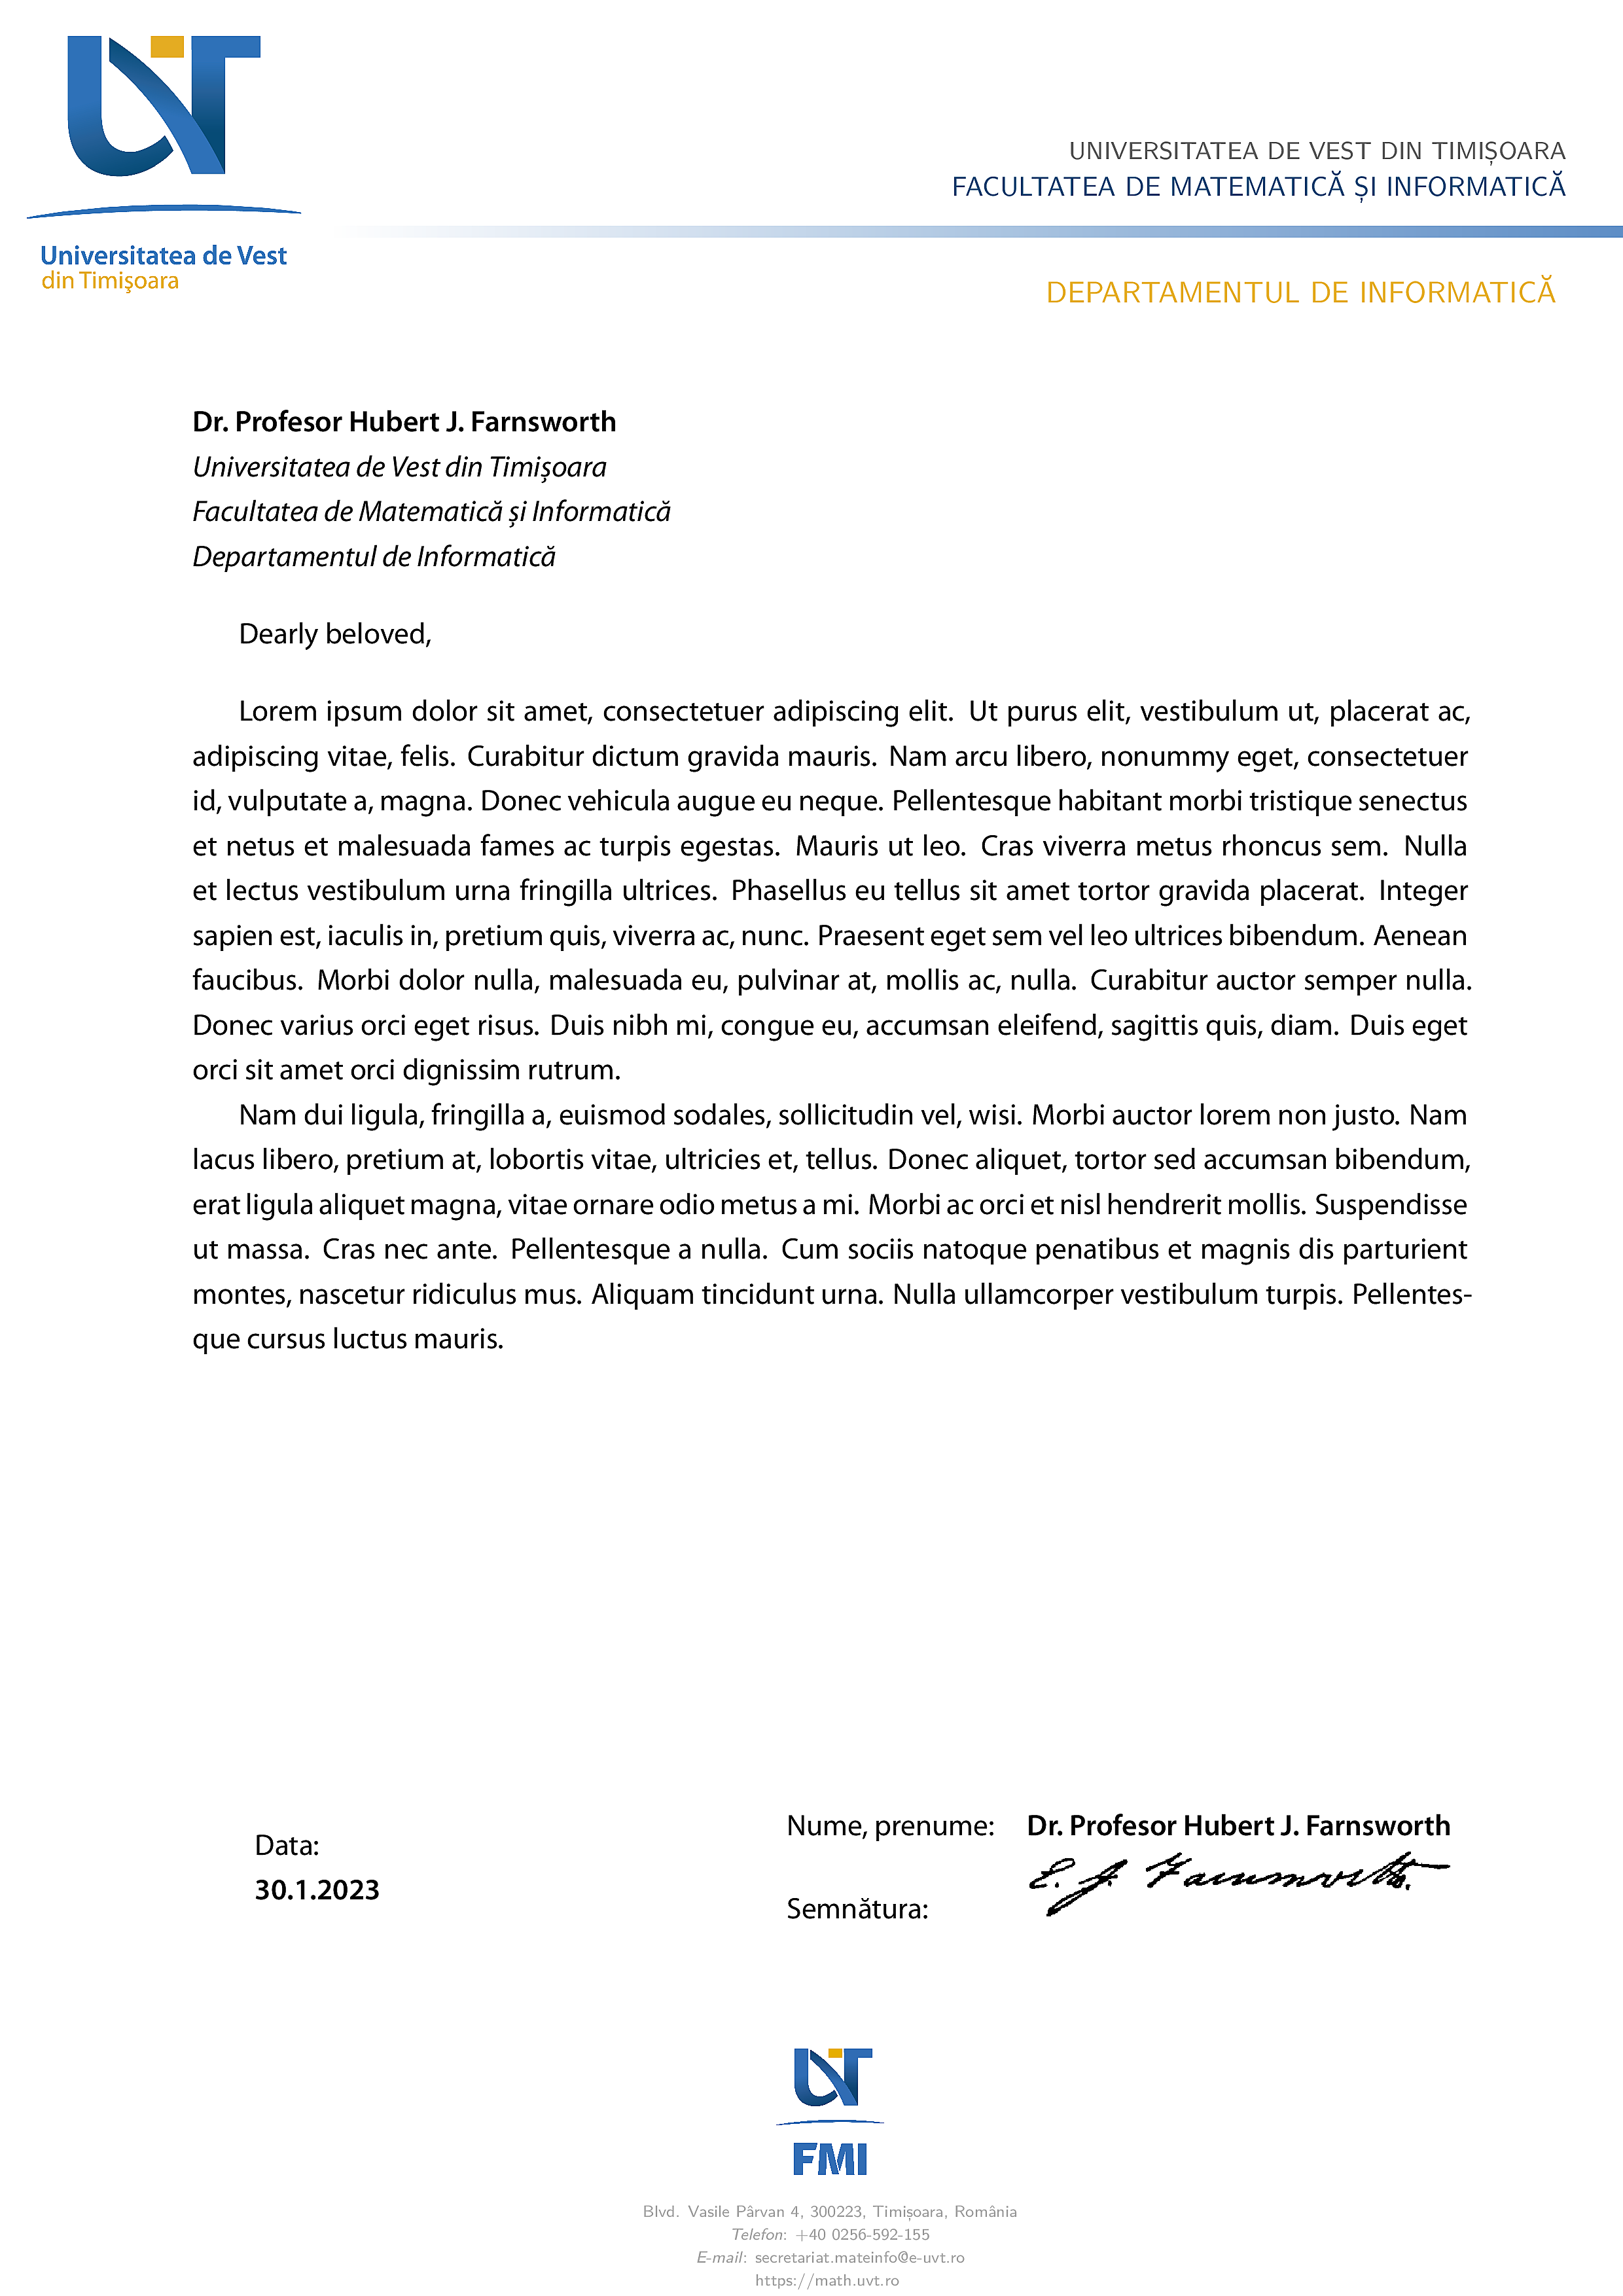 UVT
Universitatea de Vest
din Timişoara
UNIVERSITATEA DE VEST DIN TIMIȘOARA
FACULTATEA DE MATEMATICĂ ȘI INFORMATICĂ
DEPARTAMENTUL DE INFORMATICĂ
Dr. Profesor Hubert J. Farnsworth
Universitatea de Vest din Timișoara
Facultatea de Matematică și Informatică
Departamentul de Informatică
Dearly beloved,
Lorem ipsum dolor sit amet, consectetuer adipiscing elit. Ut purus elit, vestibulum ut, placerat ac,
adipiscing vitae, felis. Curabitur dictum gravida mauris. Nam arcu libero, nonummy eget, consectetuer
id, vulputate a, magna. Donec vehicula augue eu neque. Pellentesque habitant morbi tristique senectus
et netus et malesuada fames ac turpis egestas. Mauris ut leo. Cras viverra metus rhoncus sem. Nulla
et lectus vestibulum urna fringilla ultrices. Phasellus eu tellus sit amet tortor gravida placerat. Integer
sapien est, iaculis in, pretium quis, viverra ac, nunc. Praesent eget sem vel leo ultrices bibendum. Aenean
faucibus. Morbi dolor nulla, malesuada eu, pulvinar at, mollis ac, nulla. Curabitur auctor semper nulla.
Donec varius orci eget risus. Duis nibh mi, congue eu, accumsan eleifend, sagittis quis, diam. Duis eget
orci sit amet orci dignissim rutrum.
Nam dui ligula, fringilla a, euismod sodales, sollicitudin vel, wisi. Morbi auctor lorem non justo. Nam
lacus libero, pretium at, lobortis vitae, ultricies et, tellus. Donec aliquet, tortor sed accumsan bibendum,
erat ligula aliquet magna, vitae ornare odio metus a mi. Morbi ac orci et nisl hendrerit mollis. Suspendisse
ut massa. Cras nec ante. Pellentesque a nulla. Cum sociis natoque penatibus et magnis dis parturient
montes, nascetur ridiculus mus. Aliquam tincidunt urna. Nulla ullamcorper vestibulum turpis. Pellentes-
que cursus luctus mauris.
Data:
30.1.2023
Nume, prenume: Dr. Profesor Hubert J. Farnsworth
Semnătura: E. J. Farnsworth.
UVT
FMI
Blvd. Vasile Pârvan 4, 300223, Timișoara, România
Telefon: +40 0256-592-155
E-mail: secretariat.mateinfo@e-uvt.ro
https://math.uvt.ro